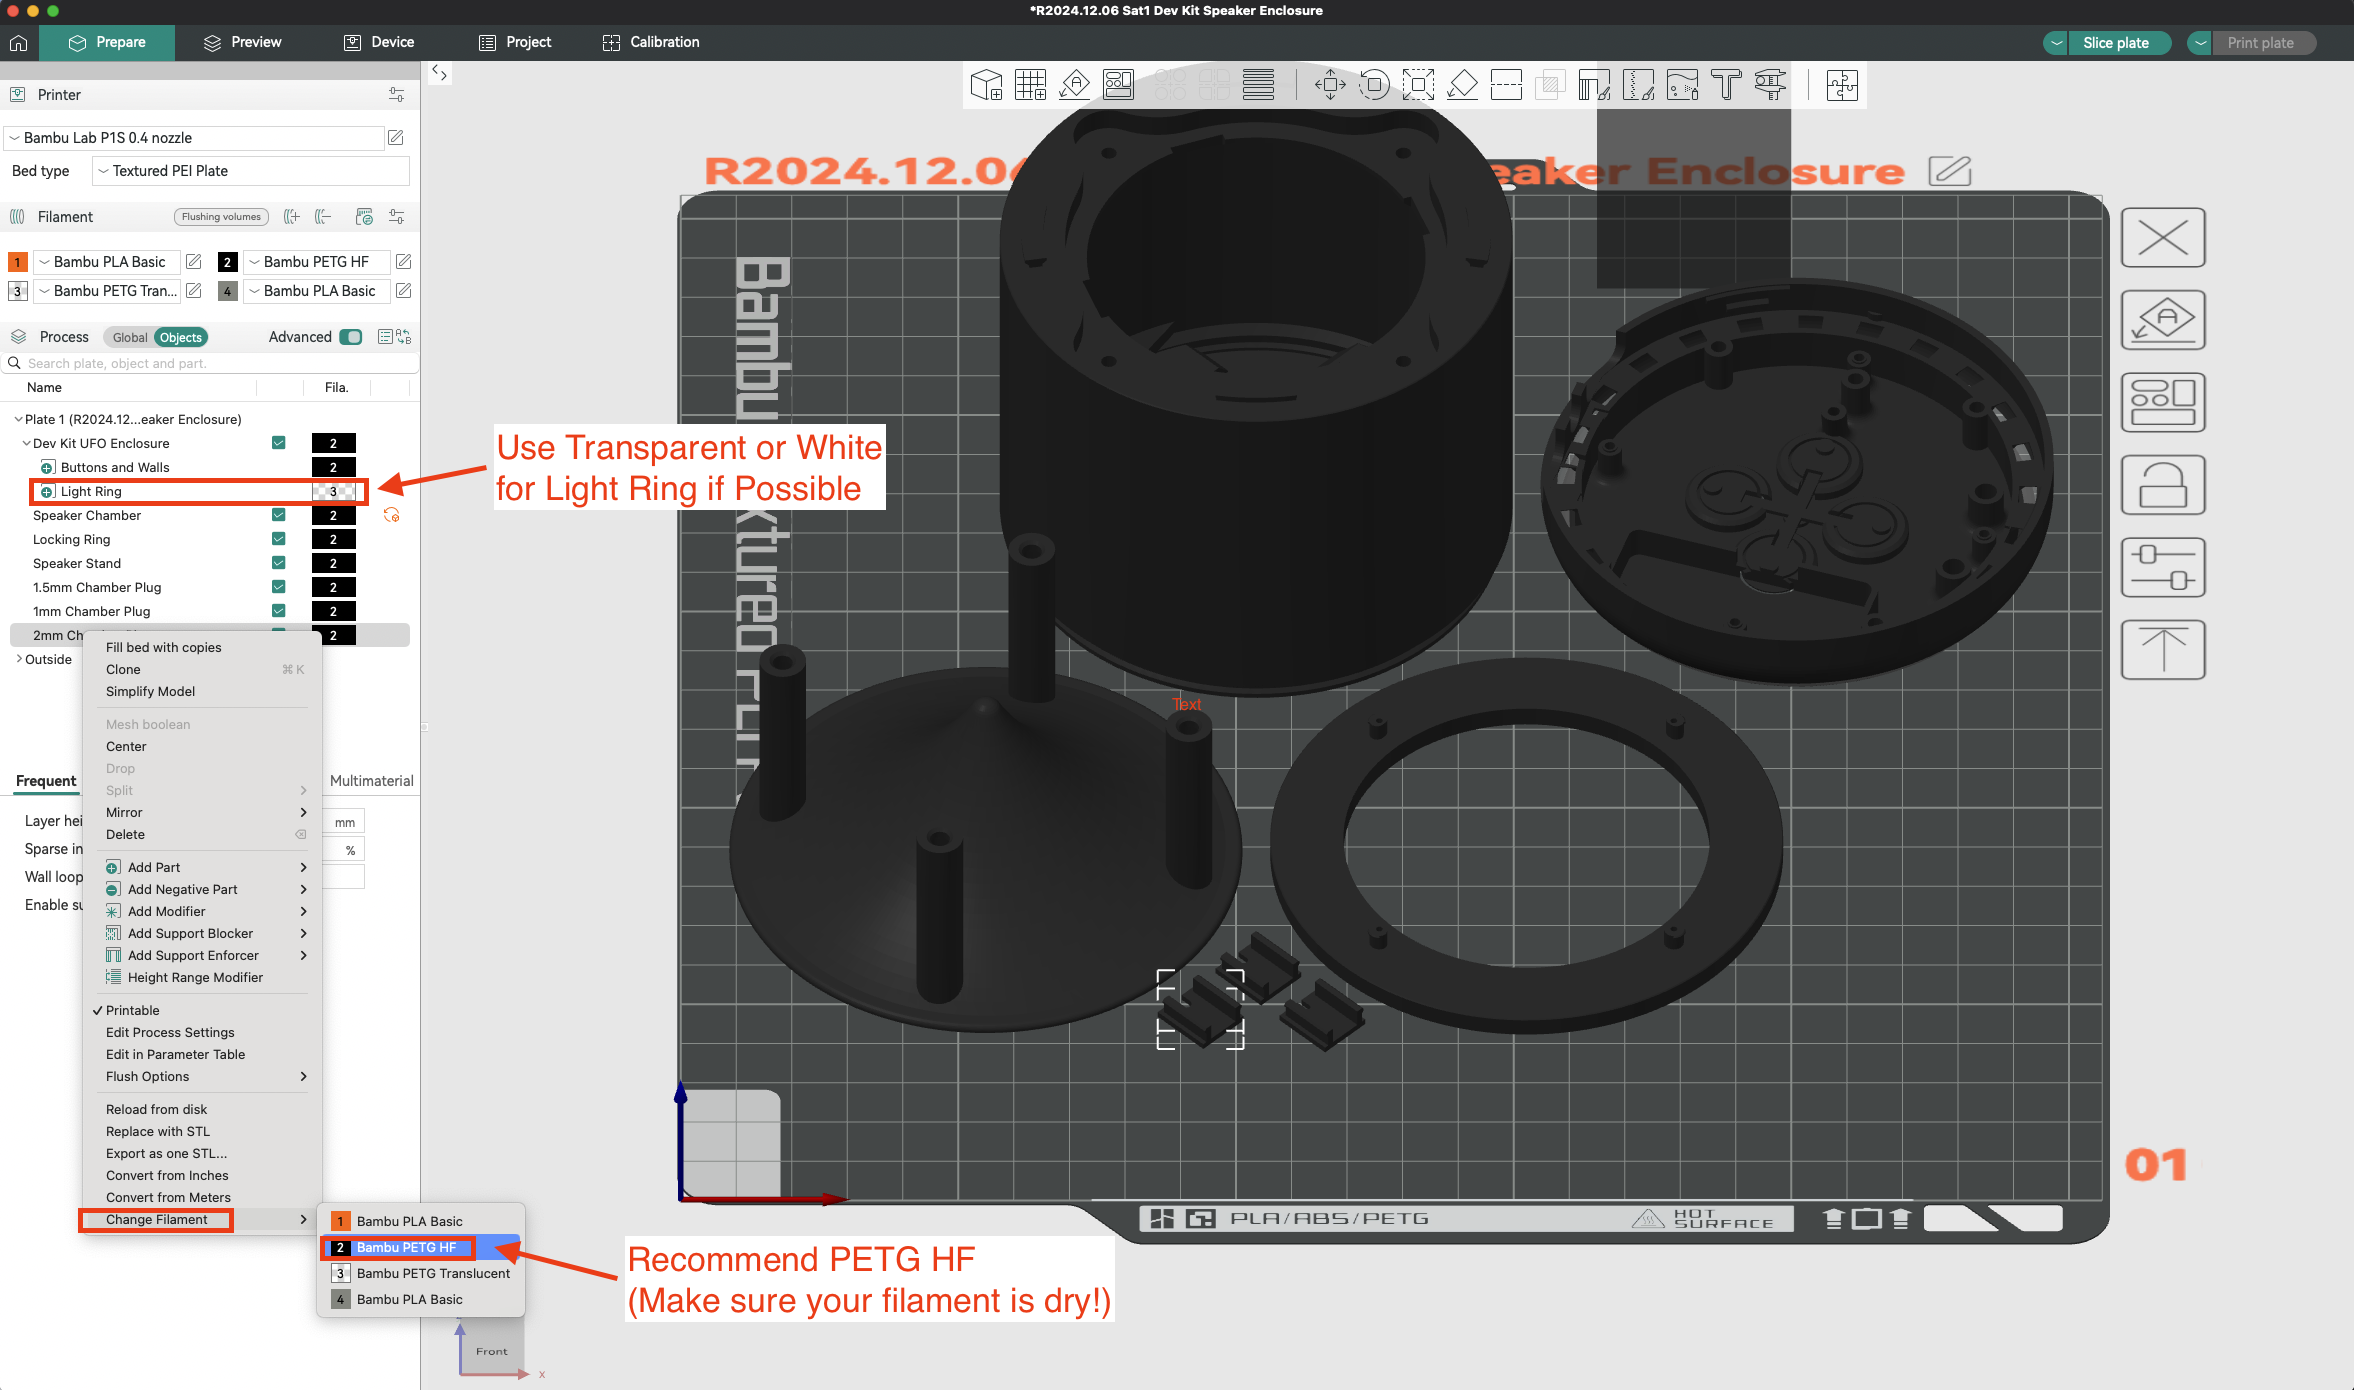 *R2024.12.06 Sat1 Dev Kit Speaker Enclosure
Prepare
Preview
Device
Project
Calibration
Slice plate
Print plate
Printer
Bambu Lab P1S 0.4 nozzle
Bed type
Textured PEI Plate
Filament
Flushing volumes
1 Bambu PLA Basic
2 Bambu PETG HF
3 Bambu PETG Tran...
4 Bambu PLA Basic
Process
Global
Objects
Advanced
Search plate, object and part.
Name
Fila.
Plate 1 (R2024.12...eaker Enclosure)
Dev Kit UFO Enclosure 2
Buttons and Walls 2
Light Ring 3
Speaker Chamber 2
Locking Ring 2
Speaker Stand 2
1.5mm Chamber Plug 2
1mm Chamber Plug 2
2mm Ch 2
Outside
Fill bed with copies
Clone ⌘ K
Simplify Model
Mesh boolean
Center
Drop
Split
Mirror
Delete
Add Part
Add Negative Part
Add Modifier
Add Support Blocker
Add Support Enforcer
Height Range Modifier
Printable
Edit Process Settings
Edit in Parameter Table
Flush Options
Reload from disk
Replace with STL
Export as one STL...
Convert from Inches
Convert from Meters
Change Filament
Frequent
Multimaterial
Layer hei
mm
Sparse in
%
Wall loop
Enable su
1 Bambu PLA Basic
2 Bambu PETG HF
3 Bambu PETG Translucent
4 Bambu PLA Basic
Use Transparent or White
for Light Ring if Possible
Recommend PETG HF
(Make sure your filament is dry!)
R2024.12.06
eaker Enclosure
Bambu
Text
PLA/ABS/PETG
HOT
SURFACE
01
Front
x